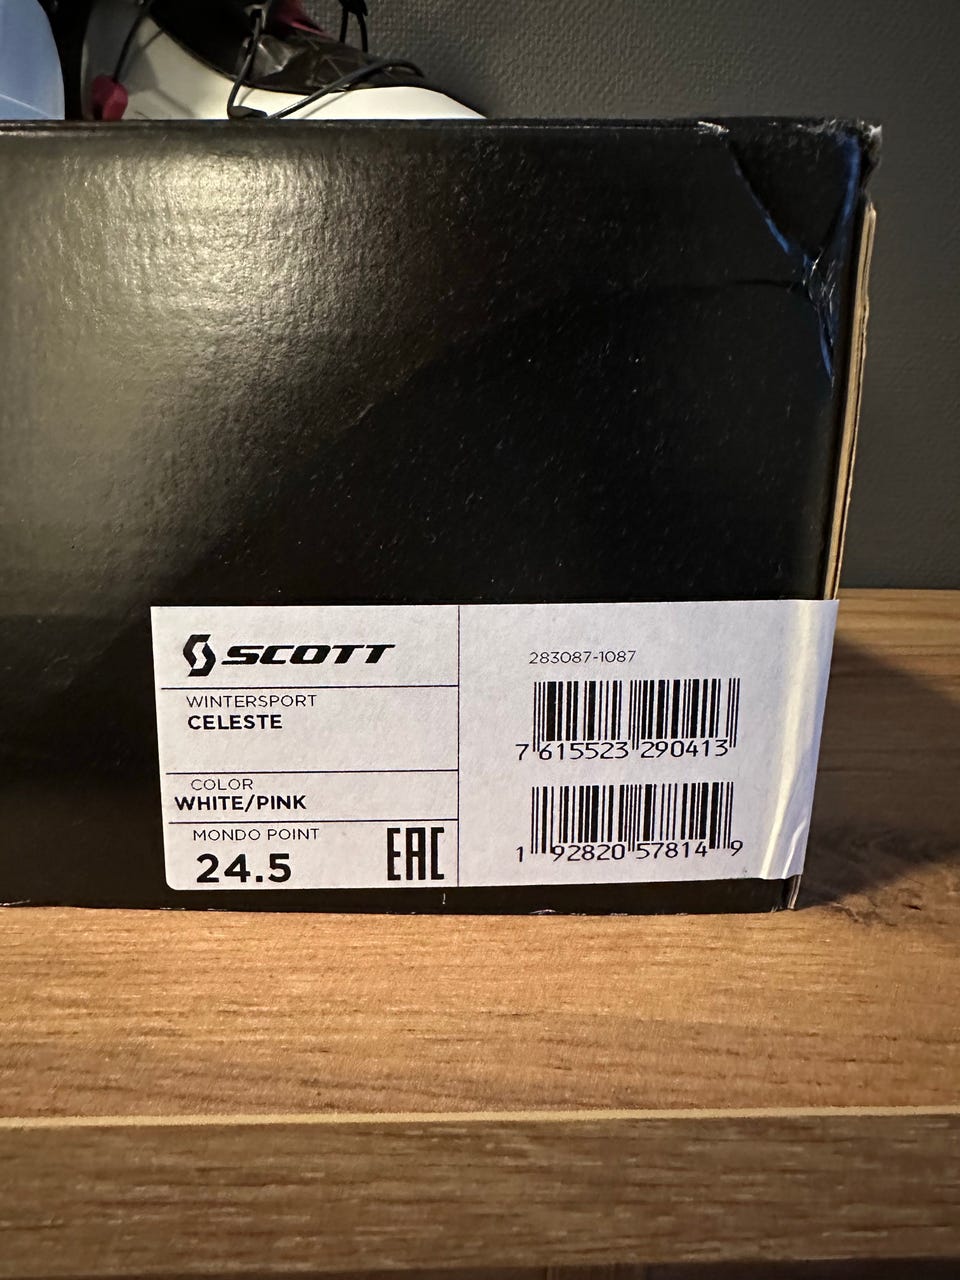 SCOTT
WINTERSPORT
CELESTE
COLOR
WHITE/PINK
MONDO POINT
24.5
EAC
283087-1087
7 615523 290413
1 92820 57814 9